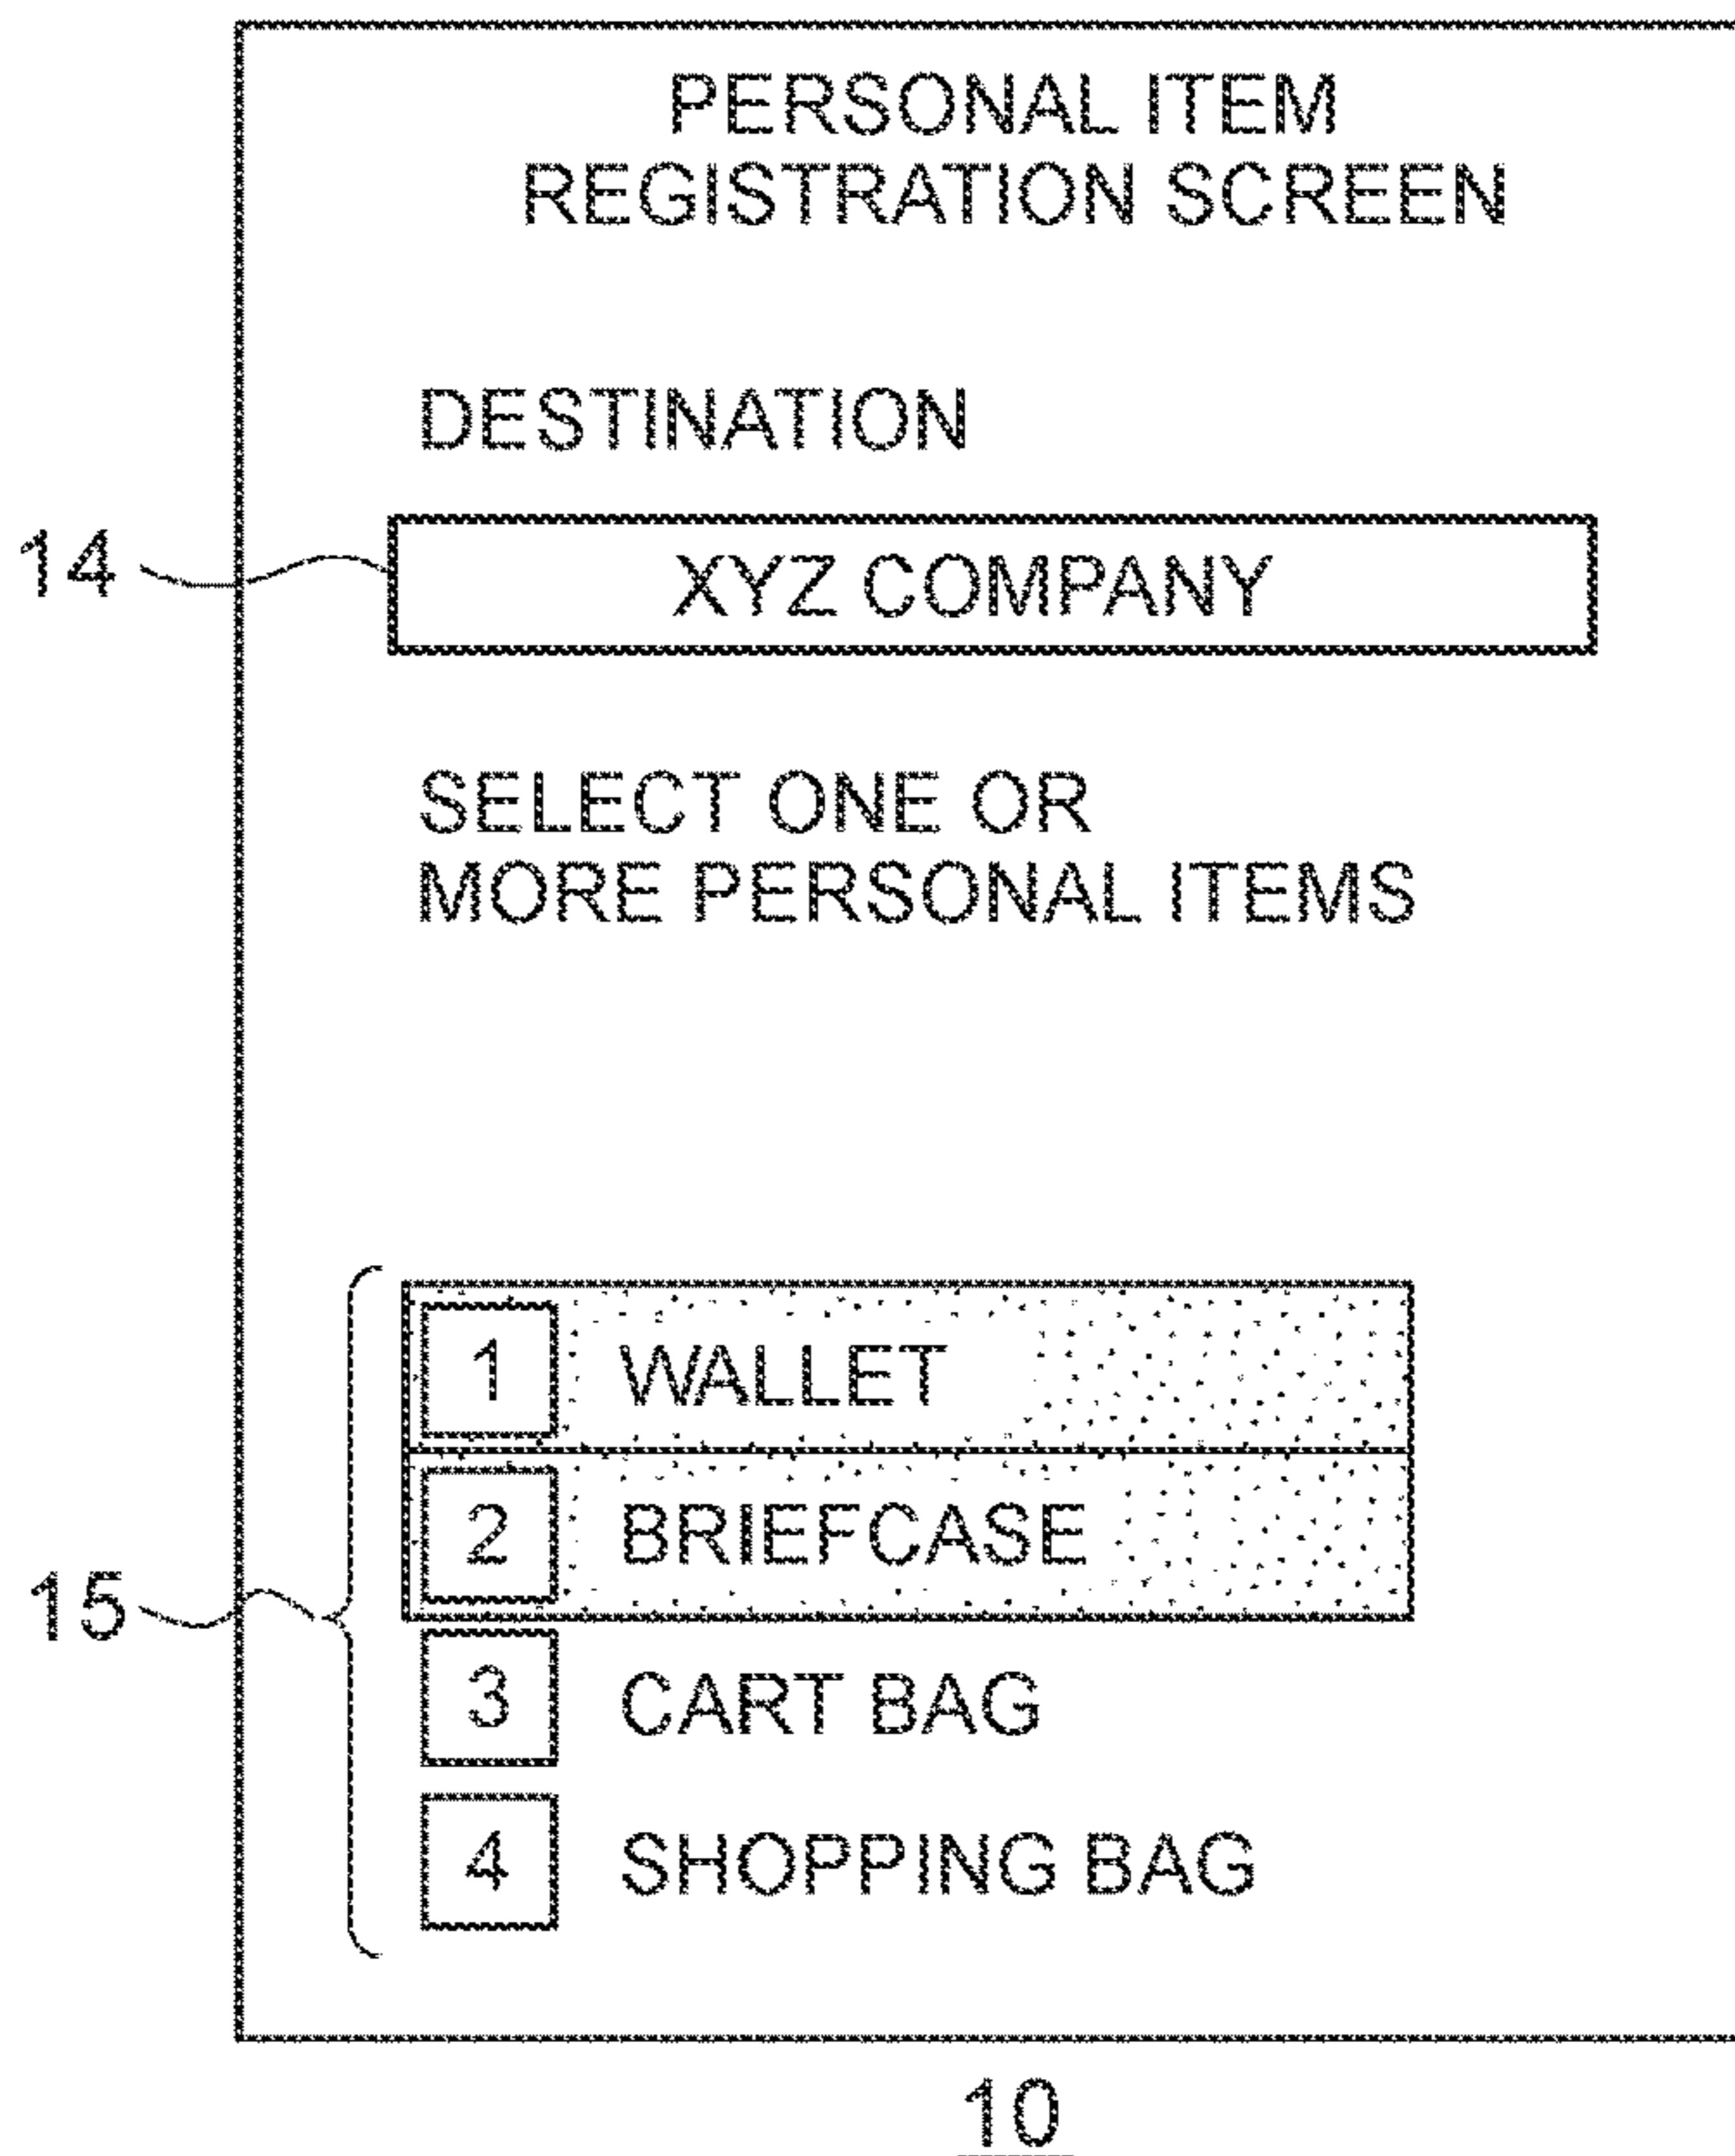 PERSONAL ITEM
REGISTRATION SCREEN
DESTINATION
14
XYZ COMPANY
SELECT ONE OR
MORE PERSONAL ITEMS
15
1 WALLET
2 BRIEFCASE
3 CART BAG
4 SHOPPING BAG
10